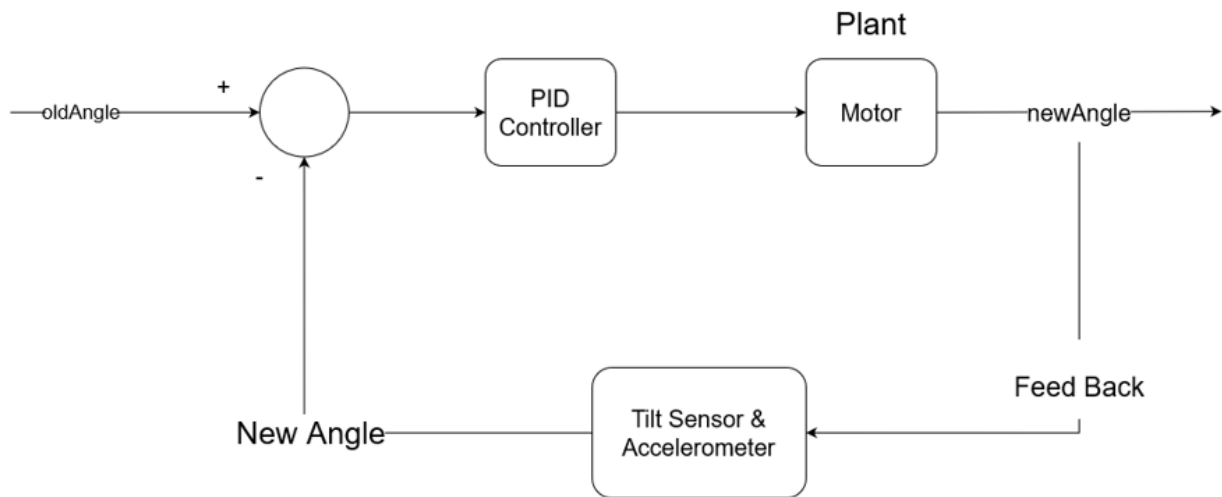 Plant
+
oldAngle
PID
Controller
Motor
newAngle
-
Feed Back
Tilt Sensor &
Accelerometer
New Angle